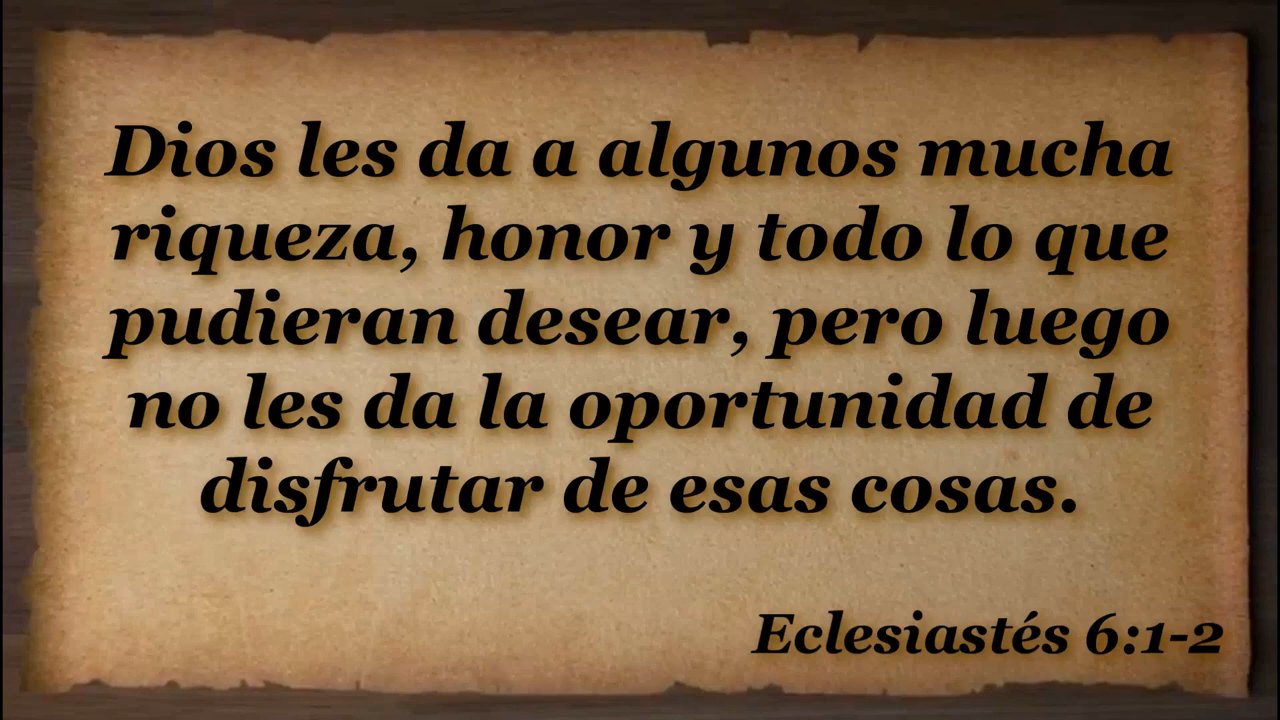 Dios les da a algunos mucha
riqueza, honor y todo lo que
pudieran desear, pero luego
no les da la oportunidad de
disfrutar de esas cosas.
Eclesiastés 6:1-2